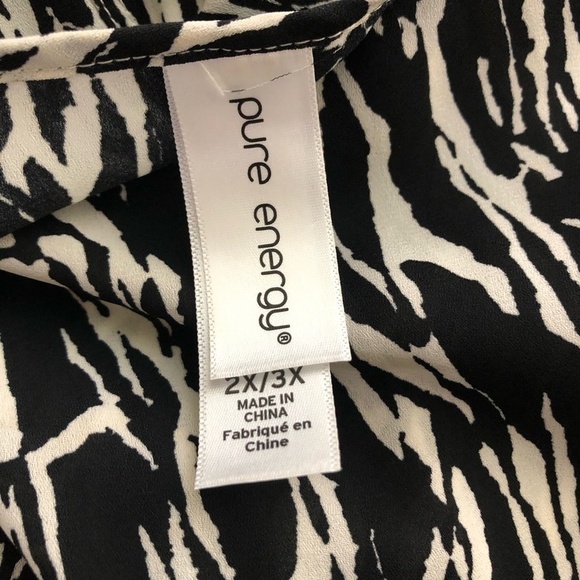 pure energy®
2X/3X
MADE IN
CHINA
Fabriqué en
Chine